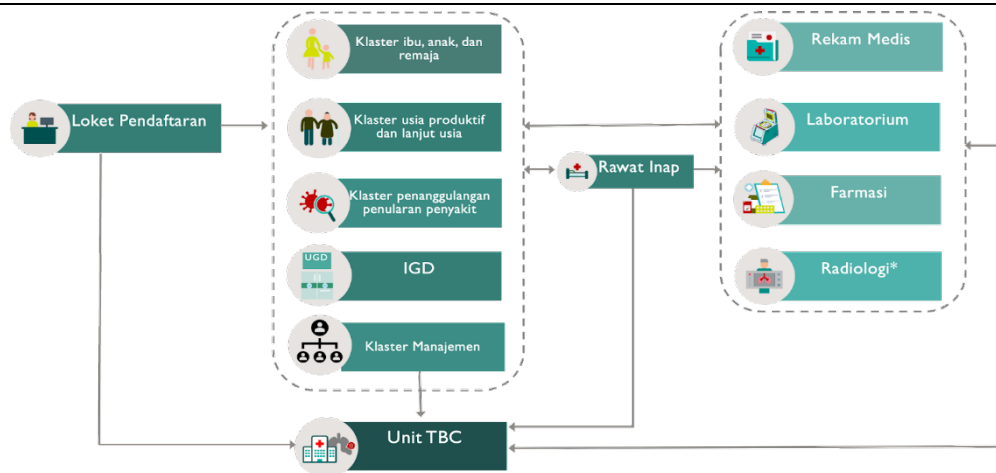 Loket Pendaftaran
Klaster ibu, anak, dan
remaja
Klaster usia produktif
dan lanjut usia
Klaster penanggulangan
penularan penyakit
UGD
IGD
Klaster Manajemen
Rawat Inap
Unit TBC
Rekam Medis
Laboratorium
Farmasi
Radiologi*